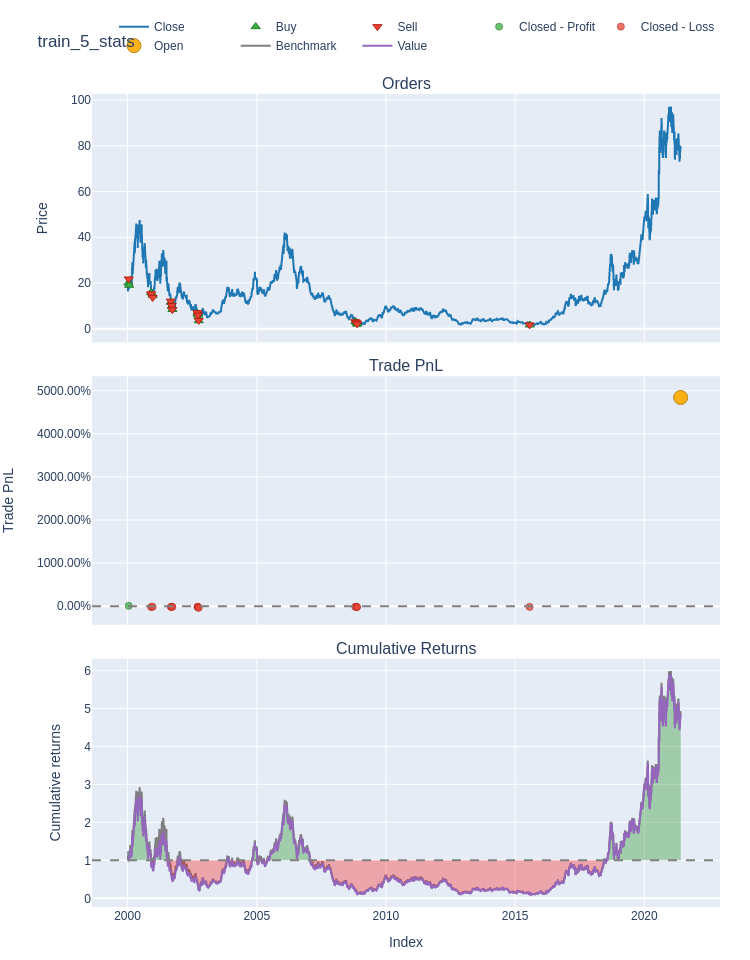 train_5_stats
Close
Buy
Sell
Closed - Profit
Closed - Loss
Open
Benchmark
Value
Orders
100
80
60
40
20
0
Price
Trade PnL
5000.00%
4000.00%
3000.00%
2000.00%
1000.00%
0.00%
Trade PnL
Cumulative Returns
6
5
4
3
2
1
0
Cumulative returns
2000
2005
2010
2015
2020
Index